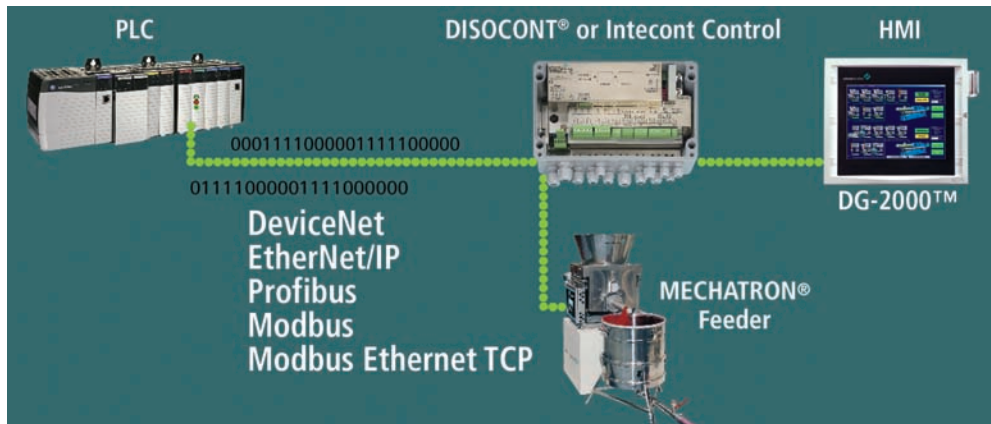 PLC
DISOCONT® or Intecont Control
HMI
0001111000001111100000
01111000001111000000
DG-2000™
DeviceNet
EtherNet/IP
Profibus
Modbus
Modbus Ethernet TCP
MECHATRON®
Feeder